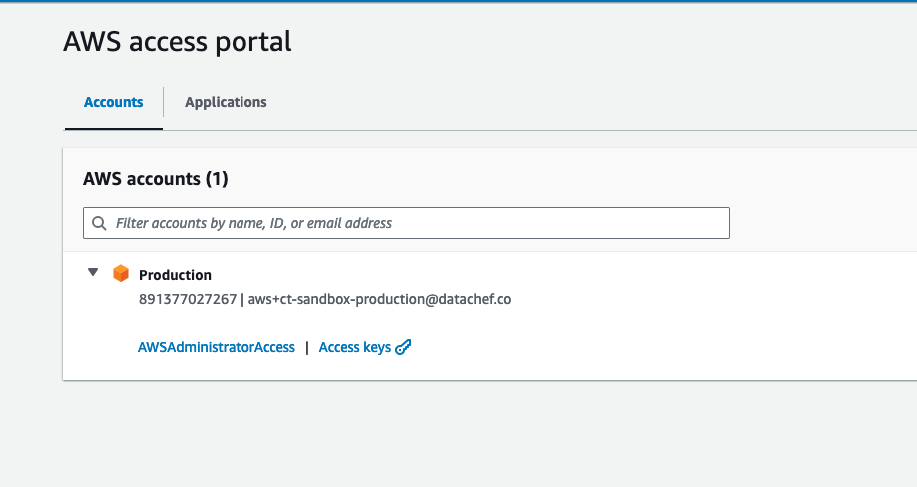 AWS access portal
Accounts
Applications
AWS accounts (1)
Filter accounts by name, ID, or email address
Production
891377027267 | aws+ct-sandbox-production@datachef.co
AWSAdministratorAccess | Access keys